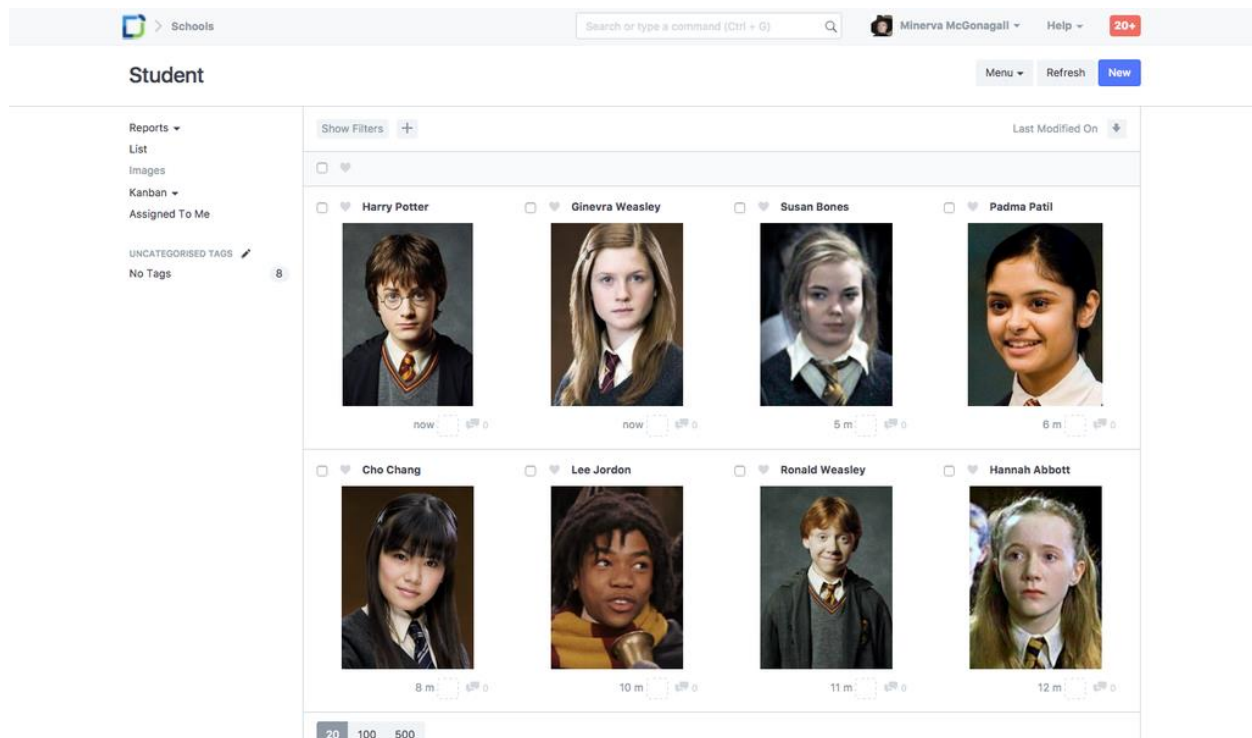 Schools
Search or type a command (Ctrl + G)
Minerva McGonagall
Help
20+
Student
Menu
Refresh
New
Reports
List
Images
Kanban
Assigned To Me
UNCATEGORISED TAGS
No Tags 8
Show Filters
Last Modified On
Harry Potter
Ginevra Weasley
Susan Bones
Padma Patil
now 0
now 0
5 m 0
6 m 0
Cho Chang
Lee Jordon
Ronald Weasley
Hannah Abbott
8 m 0
10 m 0
11 m 0
12 m 0
20 100 500